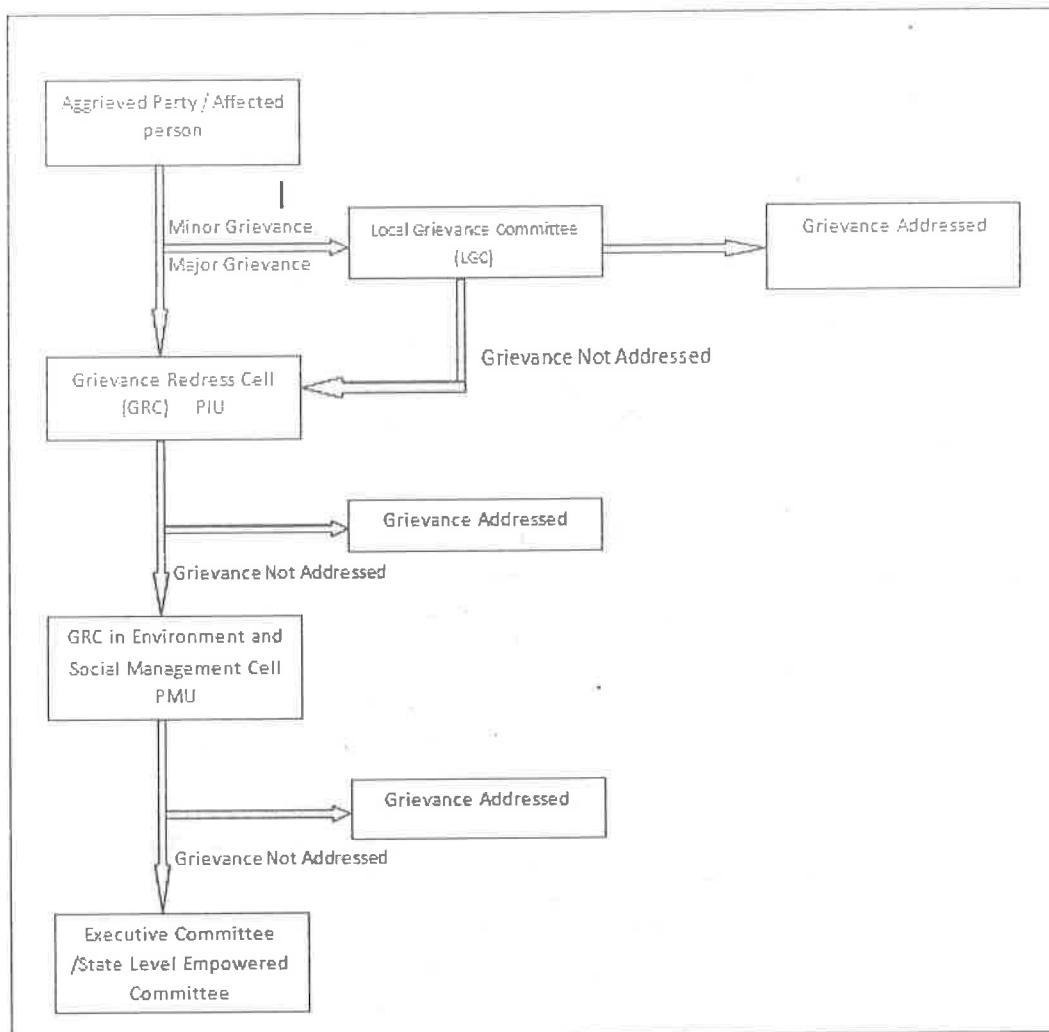 Aggrieved Party / Affected
person
Minor Grievance
Major Grievance
Local Grievance Committee
(LGC)
Grievance Addressed
Grievance Not Addressed
Grievance Redress Cell
(GRC) PIU
Grievance Addressed
Grievance Not Addressed
GRC in Environment and
Social Management Cell
PMU
Grievance Addressed
Grievance Not Addressed
Executive Committee
/State Level Empowered
Committee